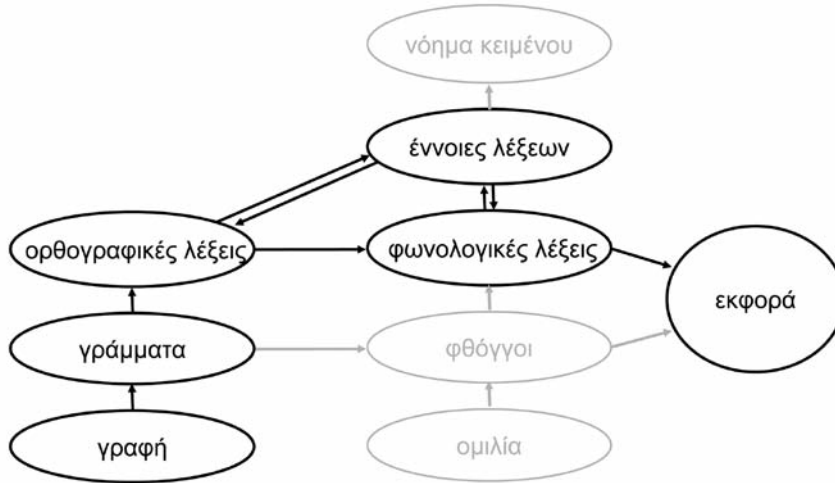 νόημα κειμένου
έννοιες λέξεων
ορθογραφικές λέξεις
φωνολογικές λέξεις
εκφορά
γράμματα
φθόγγοι
γραφή
ομιλία